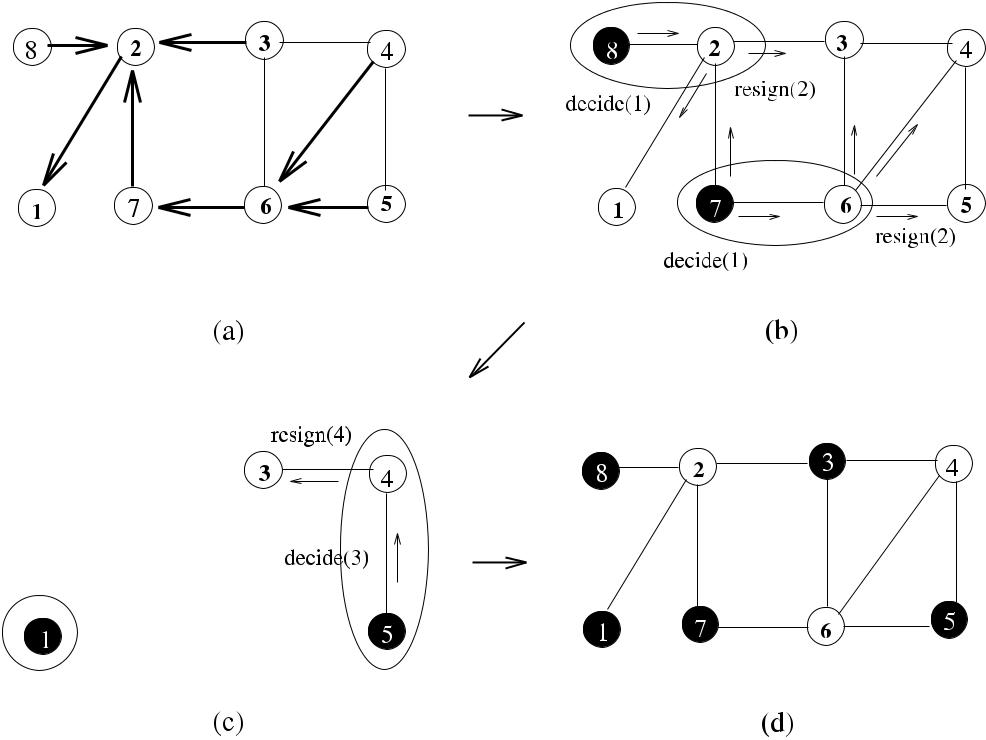 8 2 3 4
1 7 6 5
(a)
8 2 3 4
decide(1) resign(2)
1 7 6 5
resign(2)
decide(1)
(b)
resign(4)
3 4
decide(3)
1 5
(c)
8 2 3 4
1 7 6 5
(d)